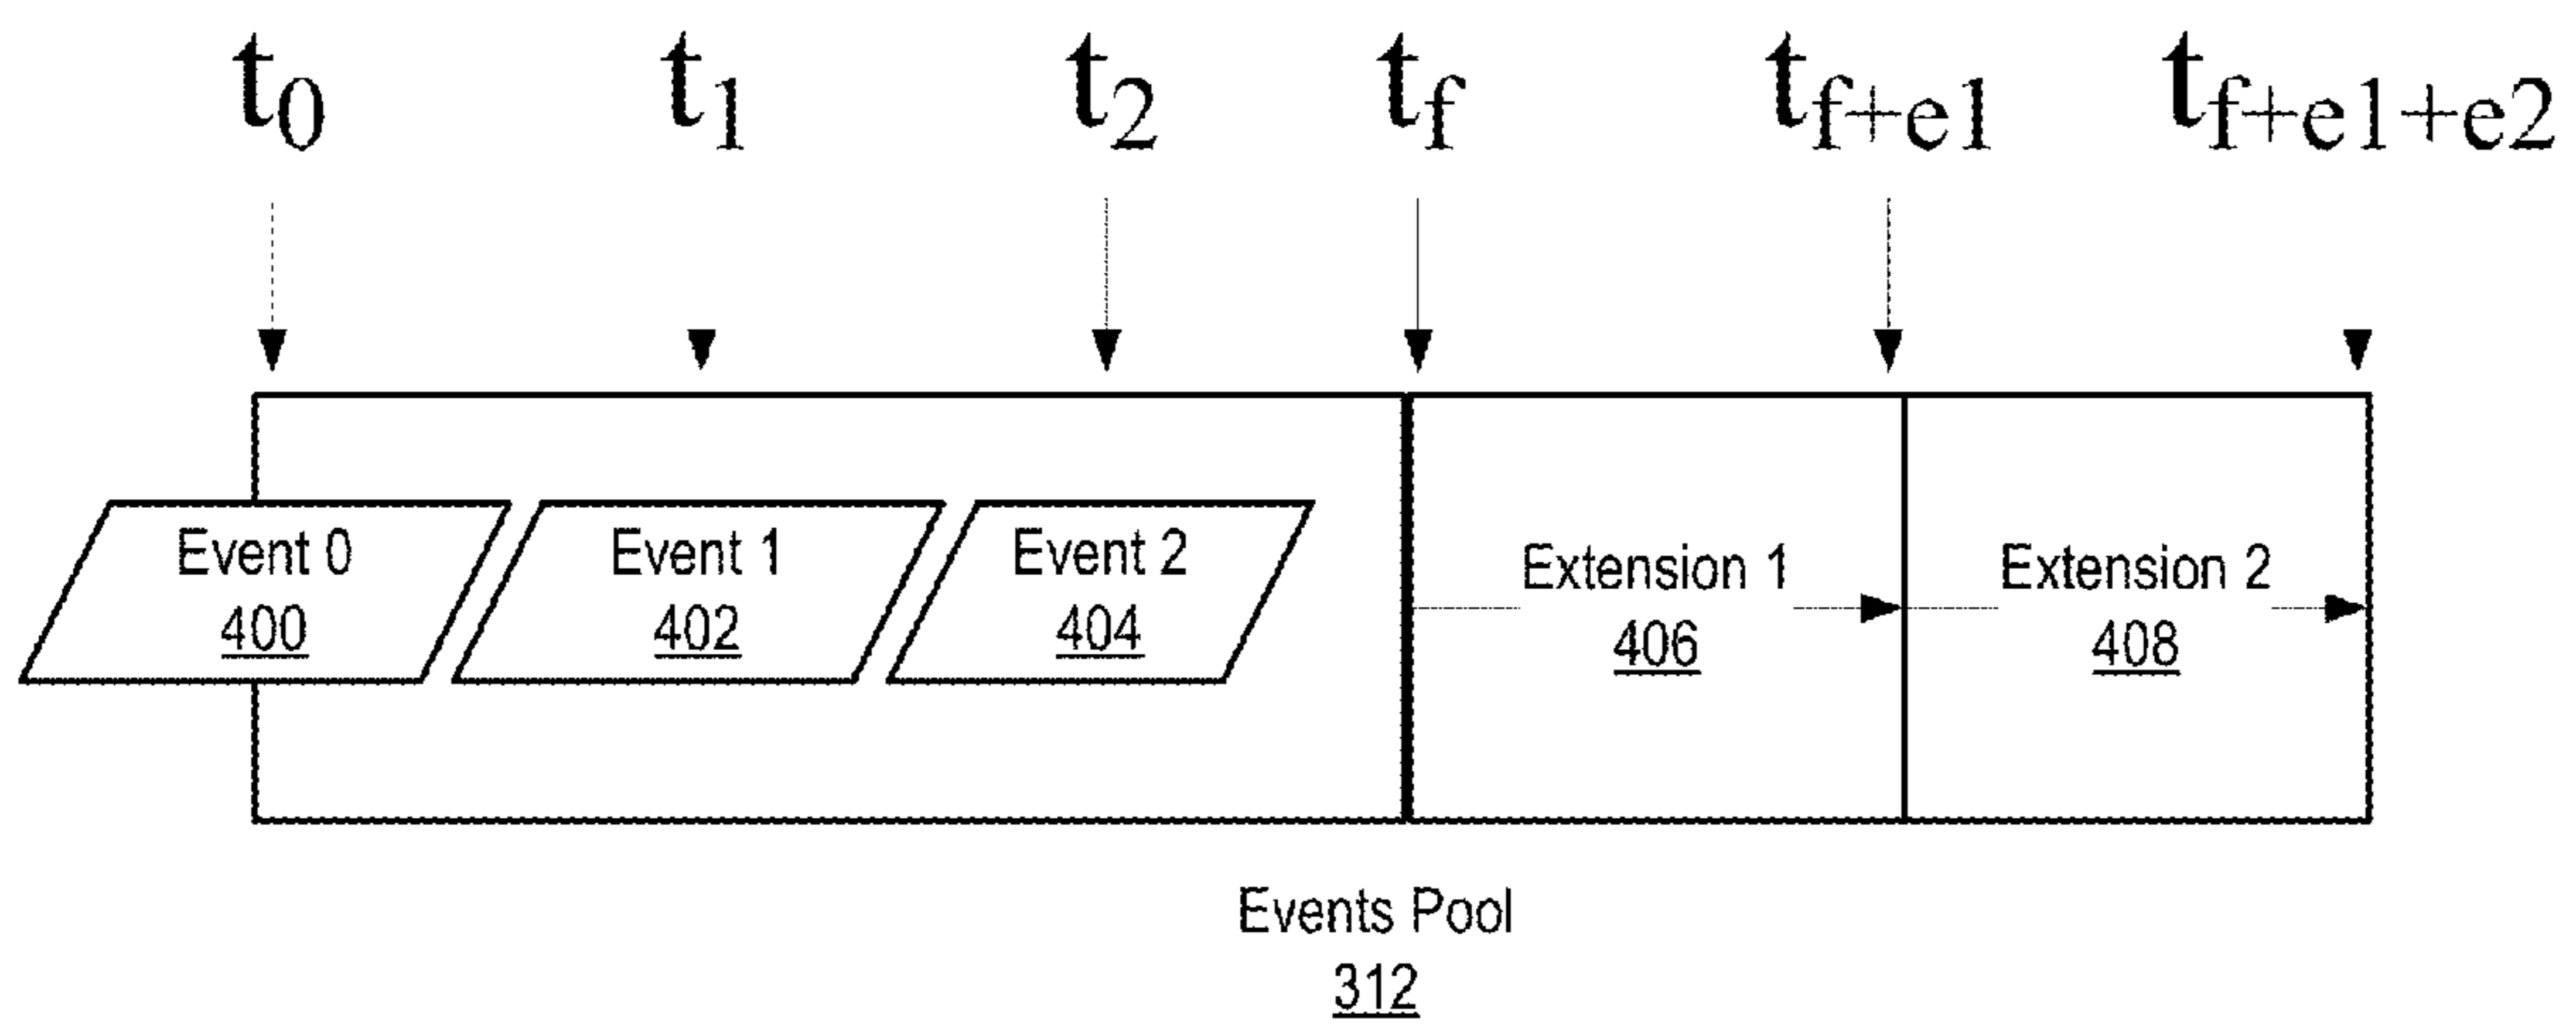 t0 t1 t2 tf tf+e1 tf+e1+e2
Event 0
400
Event 1
402
Event 2
404
Extension 1
406
Extension 2
408
Events Pool
312